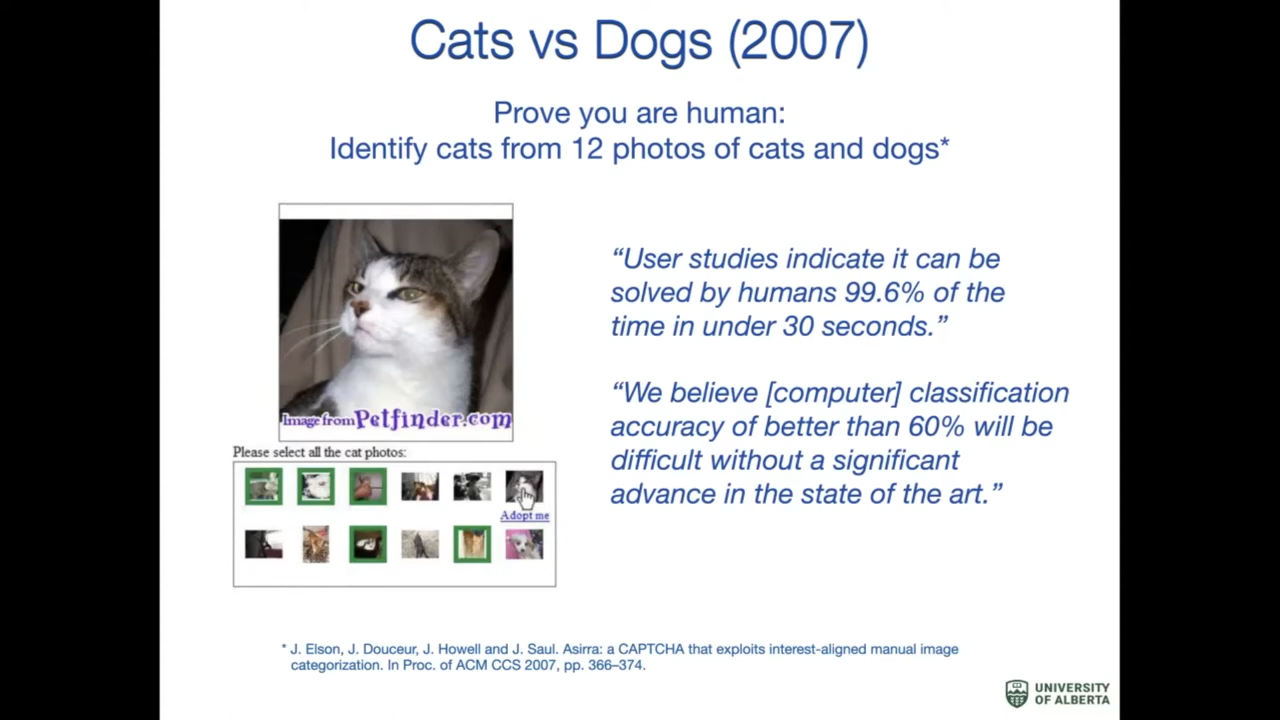 Cats vs Dogs (2007)
Prove you are human:
Identify cats from 12 photos of cats and dogs*
“User studies indicate it can be
solved by humans 99.6% of the
time in under 30 seconds.”
“We believe [computer] classification
accuracy of better than 60% will be
difficult without a significant
advance in the state of the art.”
Image from Petfinder.com
Please select all the cat photos:
Adopt me
* J. Elson, J. Douceur, J. Howell and J. Saul. Asirra: a CAPTCHA that exploits interest-aligned manual image
categorization. In Proc. of ACM CCS 2007, pp. 366–374.
UNIVERSITY
OF ALBERTA